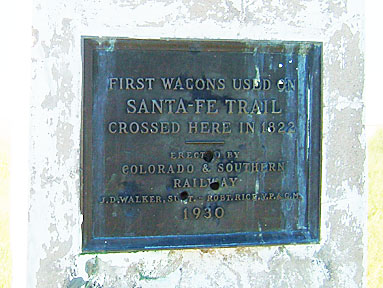 FIRST WAGONS USED ON
SANTA-FE TRAIL
CROSSED HERE IN 1822
ERECTED BY
COLORADO & SOUTHERN
RAILWAY
J.D. WALKER, SUPT. - ROBT. RICE, V.P. & G.M.
1930